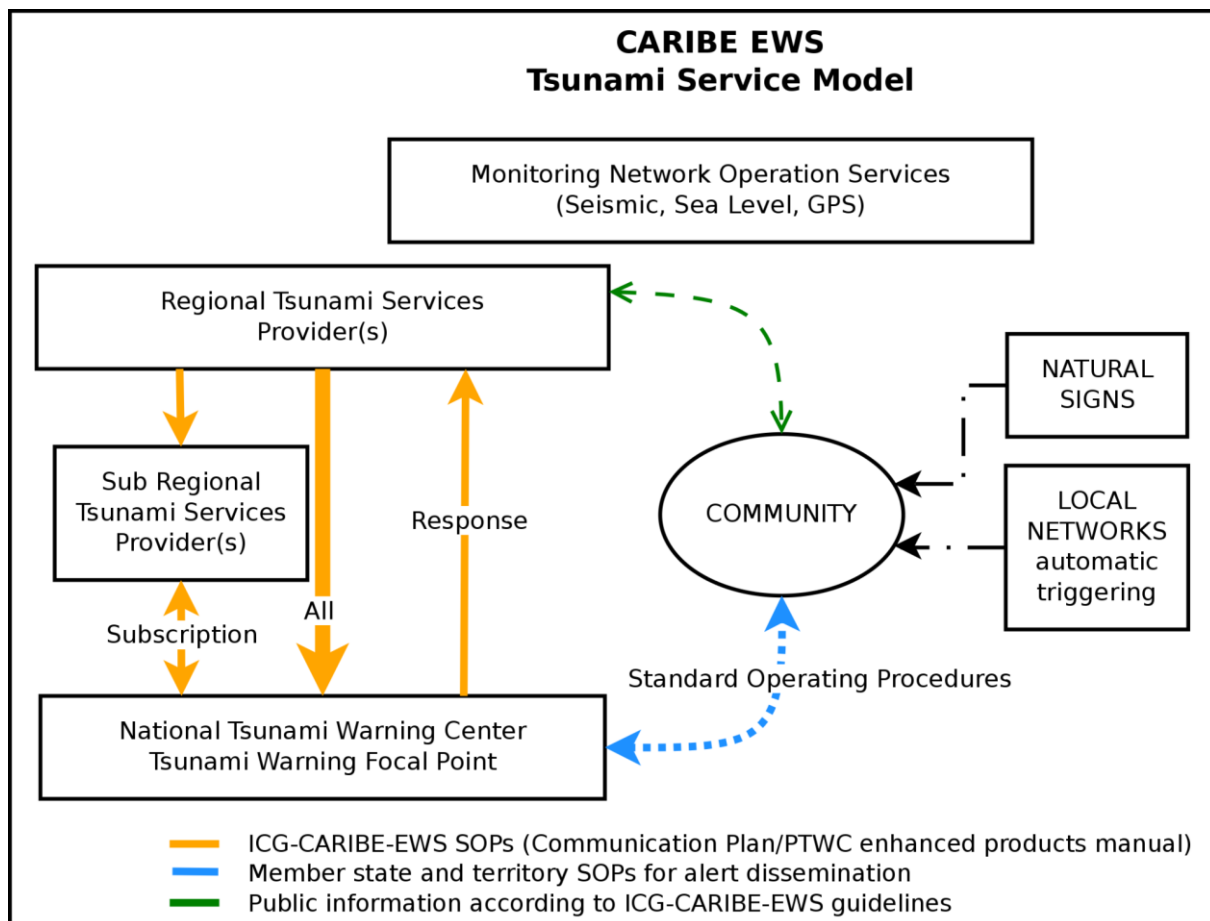 CARIBE EWS
Tsunami Service Model
Monitoring Network Operation Services
(Seismic, Sea Level, GPS)
Regional Tsunami Services
Provider(s)
NATURAL
SIGNS
Sub Regional
Tsunami Services
Provider(s)
Response
COMMUNITY
LOCAL
NETWORKS
automatic
triggering
All
Subscription
Standard Operating Procedures
National Tsunami Warning Center
Tsunami Warning Focal Point
ICG-CARIBE-EWS SOPs (Communication Plan/PTWC enhanced products manual)
Member state and territory SOPs for alert dissemination
Public information according to ICG-CARIBE-EWS guidelines